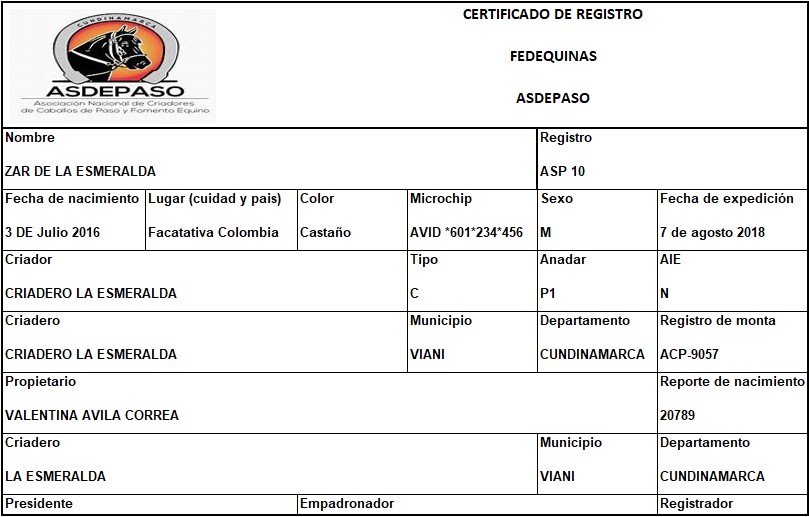 CUNDINAMARCA
ASDEPASO
Asociación Nacional de Criadores
de Caballos de Paso y Fomento Equino
CERTIFICADO DE REGISTRO
FEDEQUINAS
ASDEPASO
Nombre Registro
ZAR DE LA ESMERALDA ASP 10
Fecha de nacimiento Lugar (cuidad y pais) Color Microchip Sexo Fecha de expedición
3 DE Julio 2016 Facatativa Colombia Castaño AVID *601*234*456 M 7 de agosto 2018
Criador Tipo Anadar AIE
CRIADERO LA ESMERALDA C P1 N
Criadero Municipio Departamento Registro de monta
CRIADERO LA ESMERALDA VIANI CUNDINAMARCA ACP-9057
Propietario Reporte de nacimiento
VALENTINA AVILA CORREA 20789
Criadero Municipio Departamento
LA ESMERALDA VIANI CUNDINAMARCA
Presidente Empadronador Registrador